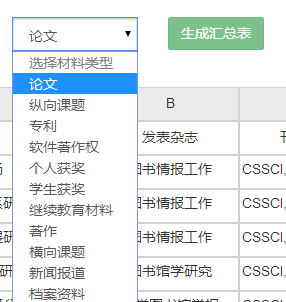 论文
生成汇总表
选择材料类型
论文
纵向课题
B
专利
软件著作权
发表杂志
个人获奖
图书情报工作
CSSCI,
学生获奖
图书情报工作
CSSCI,
继续教育材料
著作
图书情报工作
CSSCI,
横向课题
新闻报道
图书馆学研究
CSSCI,
档案资料